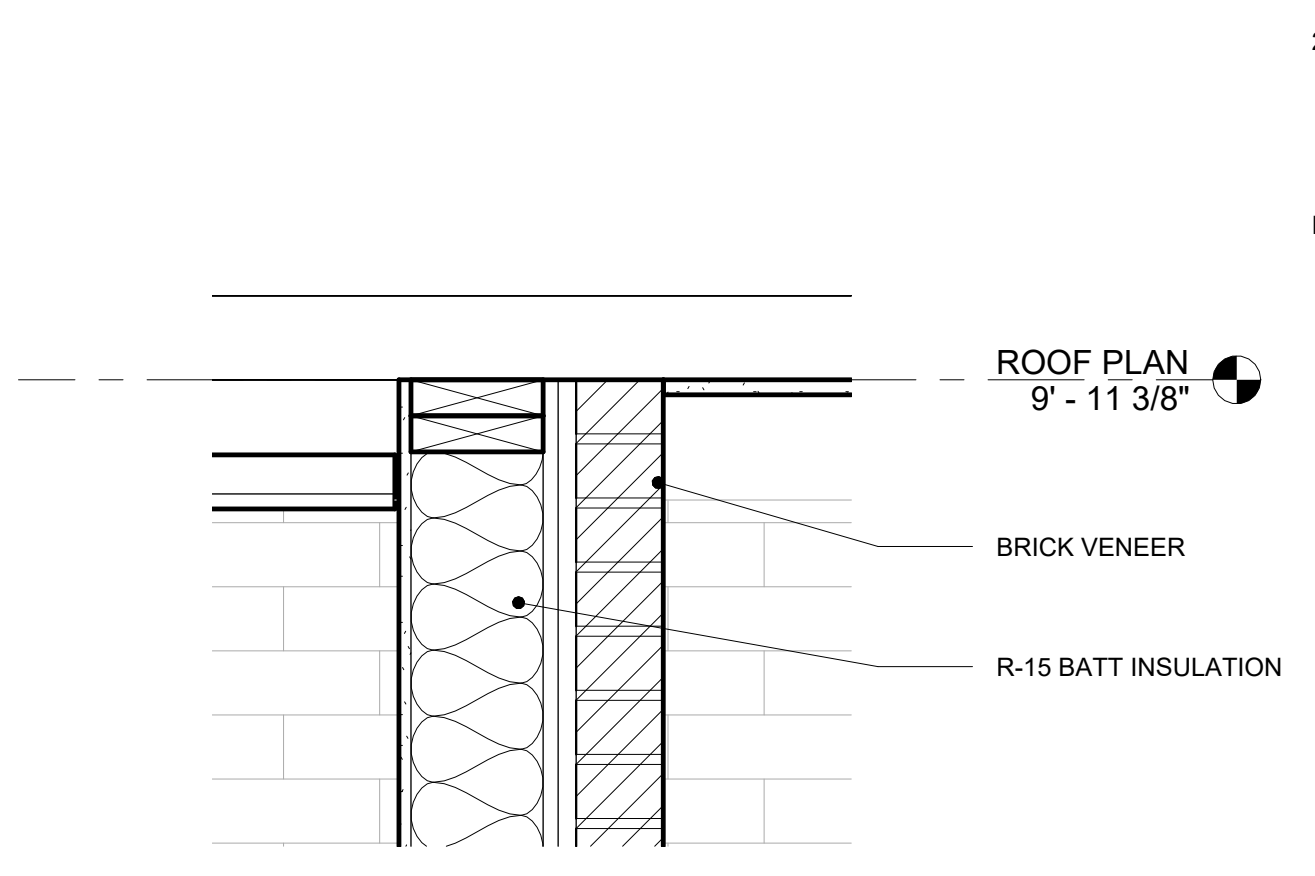 ROOF PLAN
9' - 11 3/8"
BRICK VENEER
R-15 BATT INSULATION